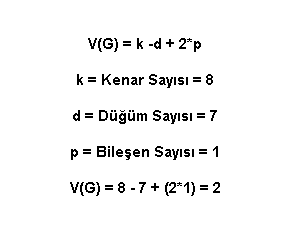 V(G) = k -d + 2*p
k = Kenar Sayısı = 8
d = Düğüm Sayısı = 7
p = Bileşen Sayısı = 1
V(G) = 8 - 7 + (2*1) = 2